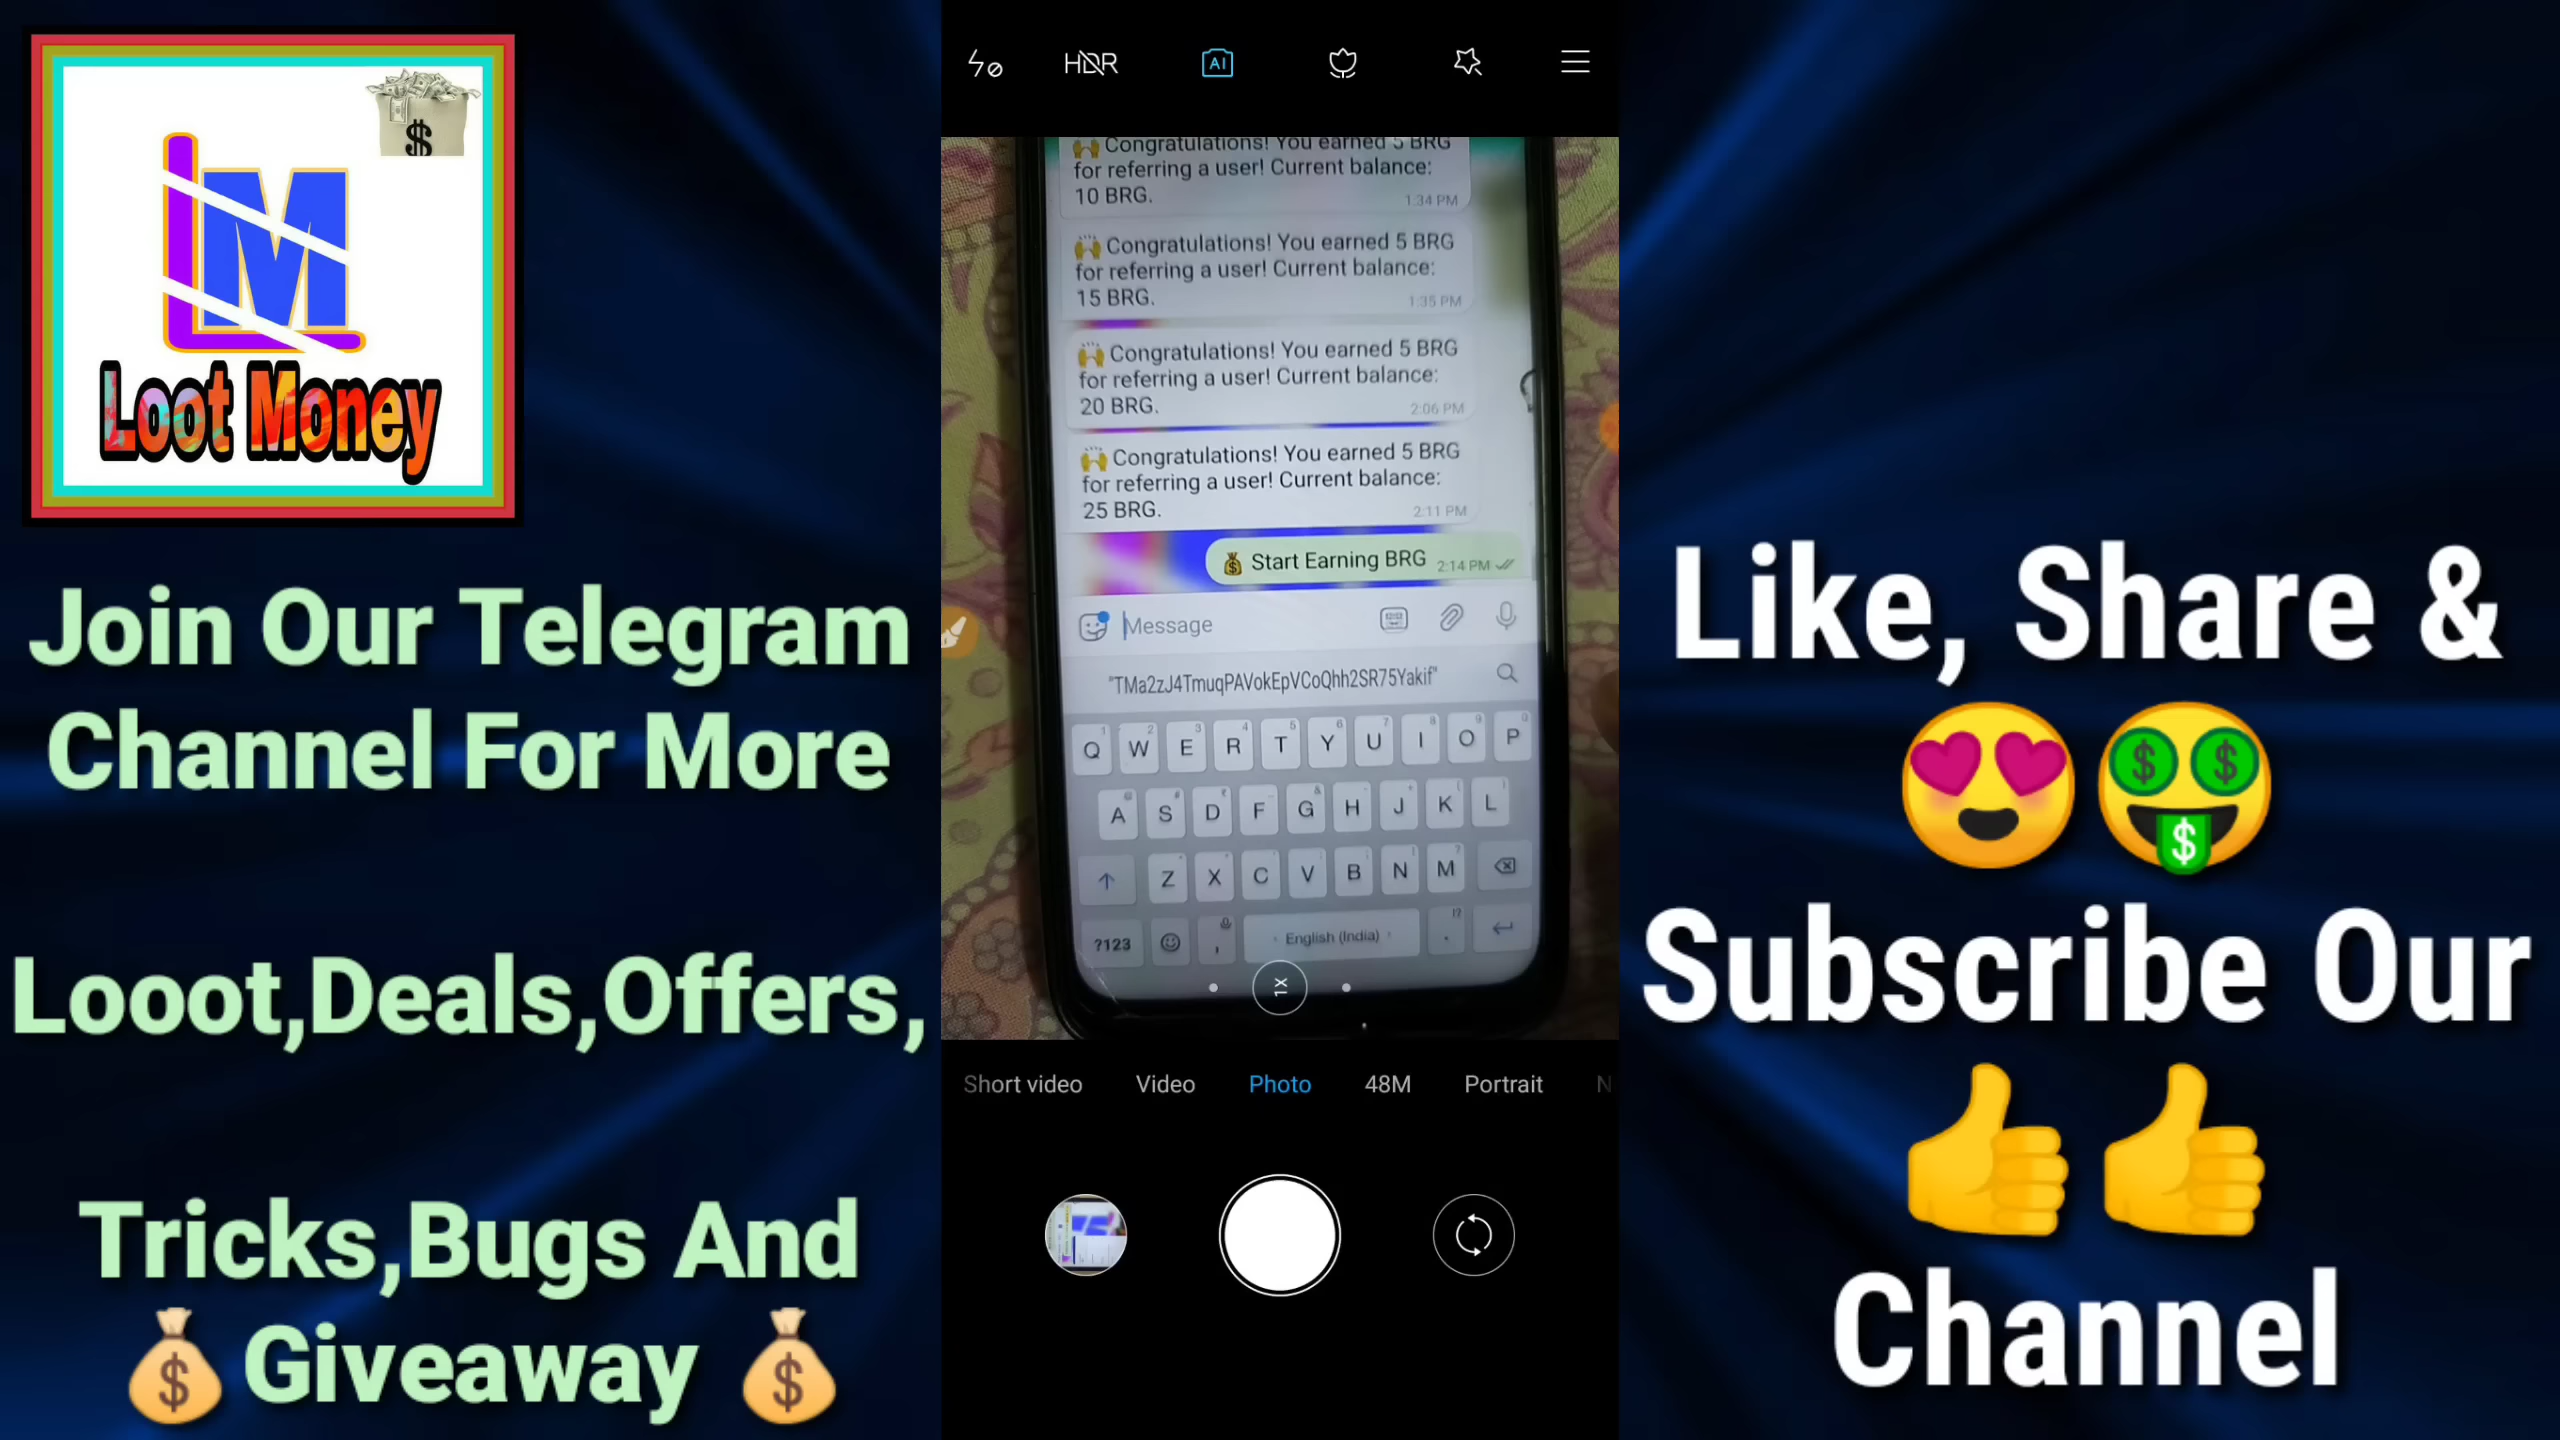 LM
Loot Money
Join Our Telegram
Channel For More
Looot,Deals,Offers,
Tricks,Bugs And
Giveaway
HDR
AI
Congratulations! You earned 5 BRG
for referring a user! Current balance:
10 BRG.
1:34 PM
Congratulations! You earned 5 BRG
for referring a user! Current balance:
15 BRG.
1:35 PM
Congratulations! You earned 5 BRG
for referring a user! Current balance:
20 BRG.
2:06 PM
Congratulations! You earned 5 BRG
for referring a user! Current balance:
25 BRG.
2:11 PM
Start Earning BRG 2:14 PM
Message
"TMa2zJ4TmuqPAVokEpVCoQhh2SR75Yakif"
Q W E R T Y U I O P
A S D F G H J K L
Z X C V B N M
?123 , English (India) .
1X
Short video Video Photo 48M Portrait N
Like, Share &
Subscribe Our
Channel